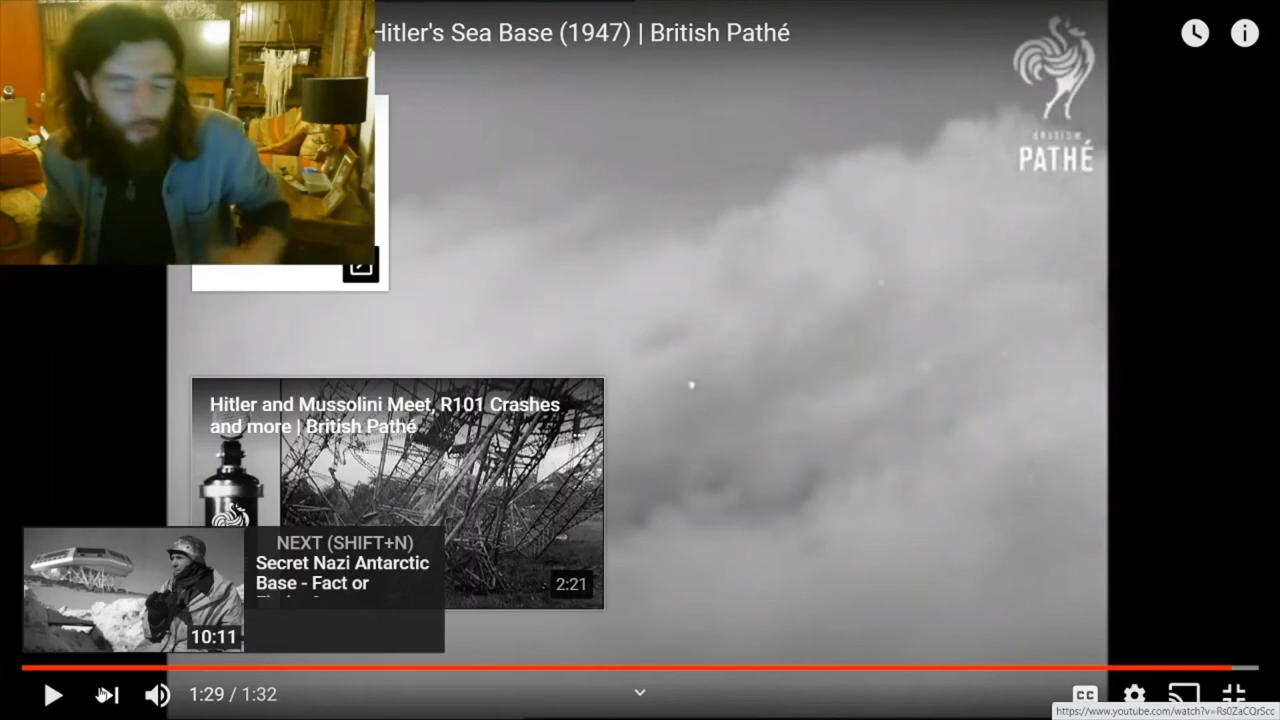 Hitler's Sea Base (1947) | British Pathé
BRITISH
PATHÉ
Hitler and Mussolini Meet, R101 Crashes
and more | British Pathé
2:21
NEXT (SHIFT+N)
Secret Nazi Antarctic
Base - Fact or
10:11
1:29 / 1:32
CC
https://www.youtube.com/watch?v=Rs0ZaCQrScc